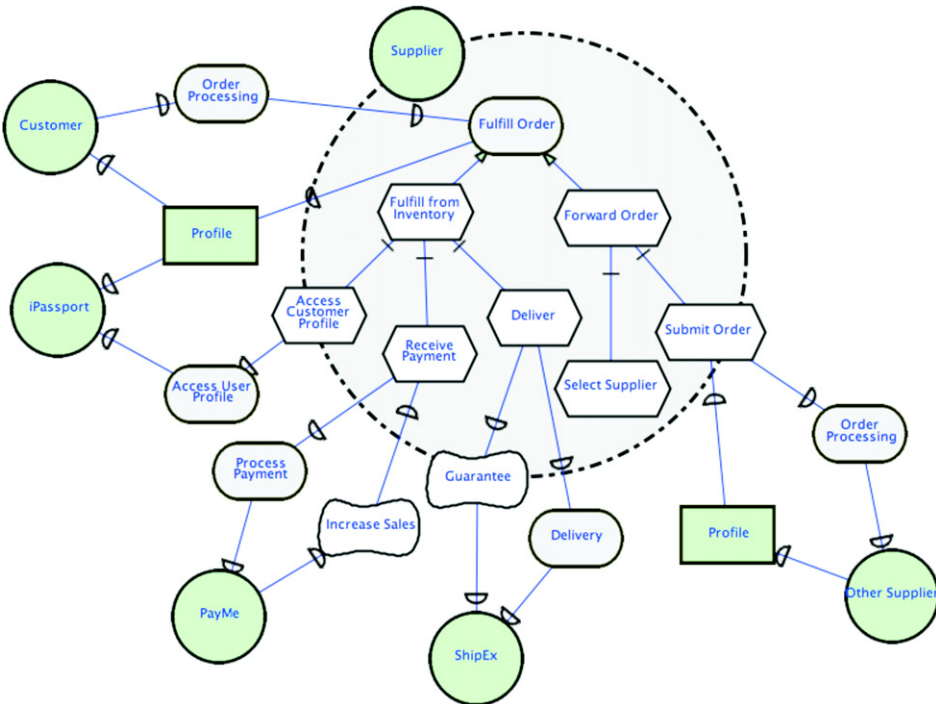 Supplier
Order
Processing
Customer
Fulfill Order
Fulfill from
Inventory
Forward Order
Profile
iPassport
Access
Customer
Profile
Deliver
Submit Order
Receive
Payment
Access User
Profile
Select Supplier
Order
Processing
Process
Payment
Guarantee
Increase Sales
Delivery
Profile
PayMe
Other Supplier
ShipEx